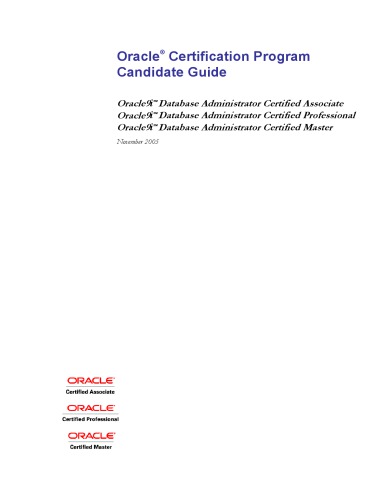 Oracle® Certification Program
Candidate Guide
Oracle9i™ Database Administrator Certified Associate
Oracle9i™ Database Administrator Certified Professional
Oracle9i™ Database Administrator Certified Master
November 2005
ORACLE®
Certified Associate
ORACLE®
Certified Professional
ORACLE®
Certified Master